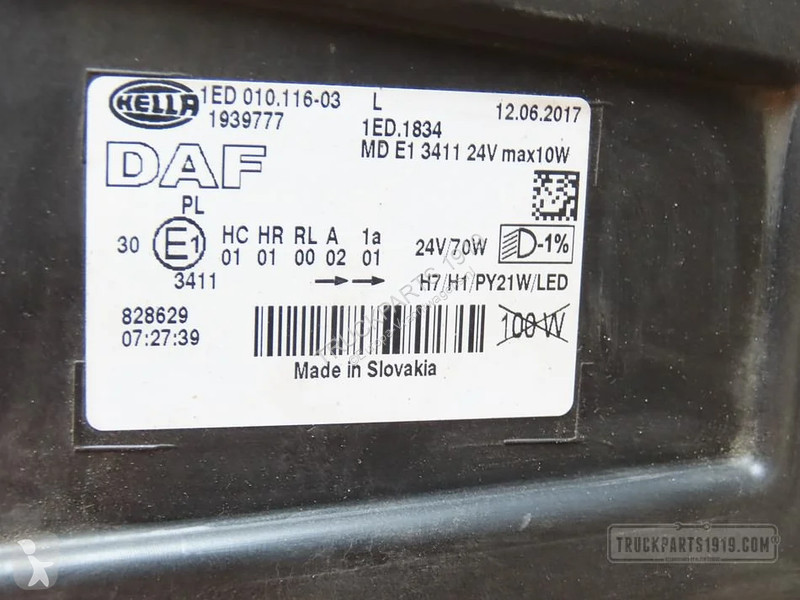 HELLA 1ED 010.116-03 L 12.06.2017
1939777 1ED.1834
DAF MD E1 3411 24V max10W
PL
30 E1 HC HR RL A 1a 24V/70W D-1%
01 01 00 02 01
3411 H7/H1/PY21W/LED
828629 100 W
07:27:39
Made in Slovakia
TRUCKPARTS 1919
TRUCKPARTS1919.COM